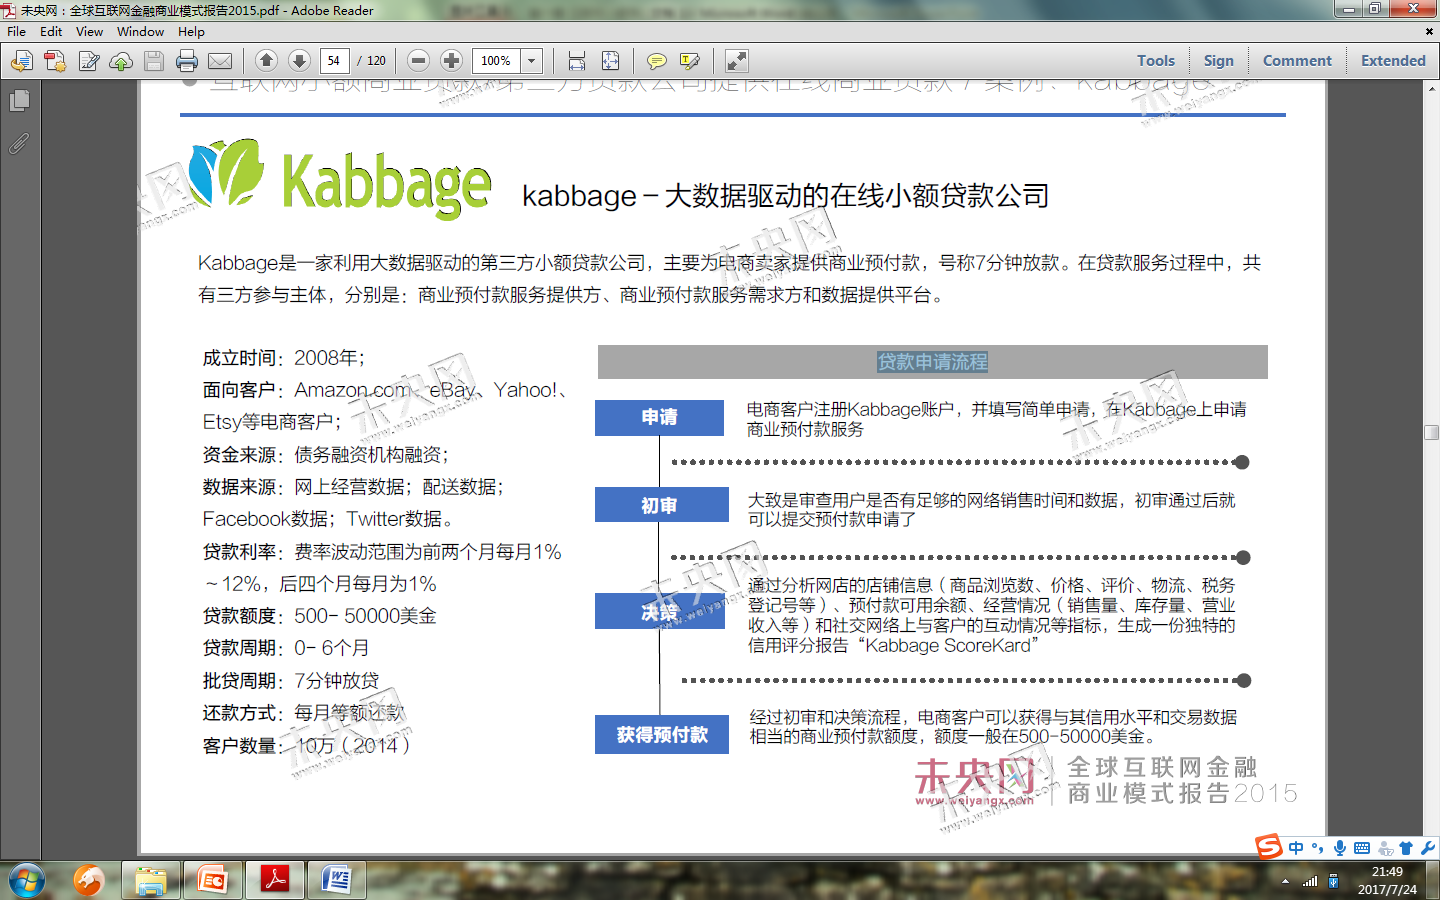 未央网：全球互联网金融商业模式报告2015.pdf - Adobe Reader
File Edit View Window Help
54 / 120 100% Tools Sign Comment Extended
互联网小额商业贷款-第三方贷款公司提供在线商业贷款 / 案例、kabbage
Kabbage
kabbage－大数据驱动的在线小额贷款公司
Kabbage是一家利用大数据驱动的第三方小额贷款公司，主要为电商卖家提供商业预付款，号称7分钟放款。在贷款服务过程中，共
有三方参与主体，分别是：商业预付款服务提供方、商业预付款服务需求方和数据提供平台。
成立时间：2008年；
面向客户：Amazon.com、eBay、Yahoo!、
Etsy等电商客户；
资金来源：债务融资机构融资；
数据来源：网上经营数据；配送数据；
Facebook数据；Twitter数据。
贷款利率：费率波动范围为前两个月每月1%
～12%，后四个月每月为1%
贷款额度：500- 50000美金
贷款周期：0- 6个月
批贷周期：7分钟放贷
还款方式：每月等额还款
客户数量：10万（2014）
贷款申请流程
申请
电商客户注册Kabbage账户，并填写简单申请，在Kabbage上申请
商业预付款服务
初审
大致是审查用户是否有足够的网络销售时间和数据，初审通过后就
可以提交预付款申请了
决策
通过分析网店的店铺信息（商品浏览数、价格、评价、物流、税务
登记号等）、预付款可用余额、经营情况（销售量、库存量、营业
收入等）和社交网络上与客户的互动情况等指标，生成一份独特的
信用评分报告“Kabbage ScoreKard”
获得预付款
经过初审和决策流程，电商客户可以获得与其信用水平和交易数据
相当的商业预付款额度，额度一般在500-50000美金。
未央网
www.weiyangx.com
全球互联网金融
商业模式报告2015
中
21:49
2017/7/24